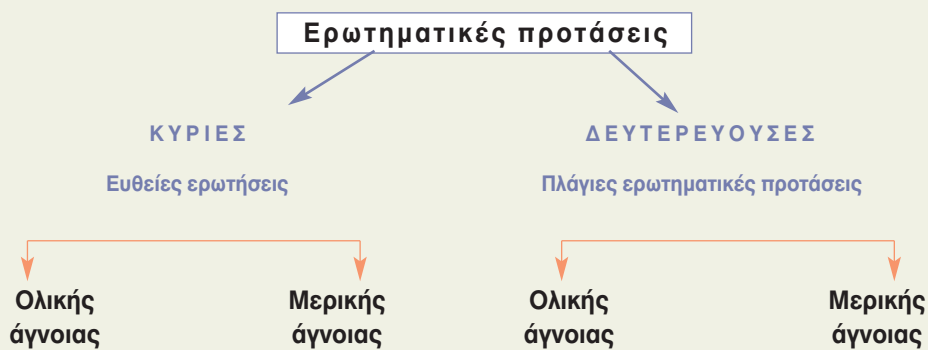 Ερωτηματικές προτάσεις
ΚΥΡΙΕΣ
ΔΕΥΤΕΡΕΥΟΥΣΕΣ
Ευθείες ερωτήσεις
Πλάγιες ερωτηματικές προτάσεις
Ολικής
άγνοιας
Μερικής
άγνοιας
Ολικής
άγνοιας
Μερικής
άγνοιας